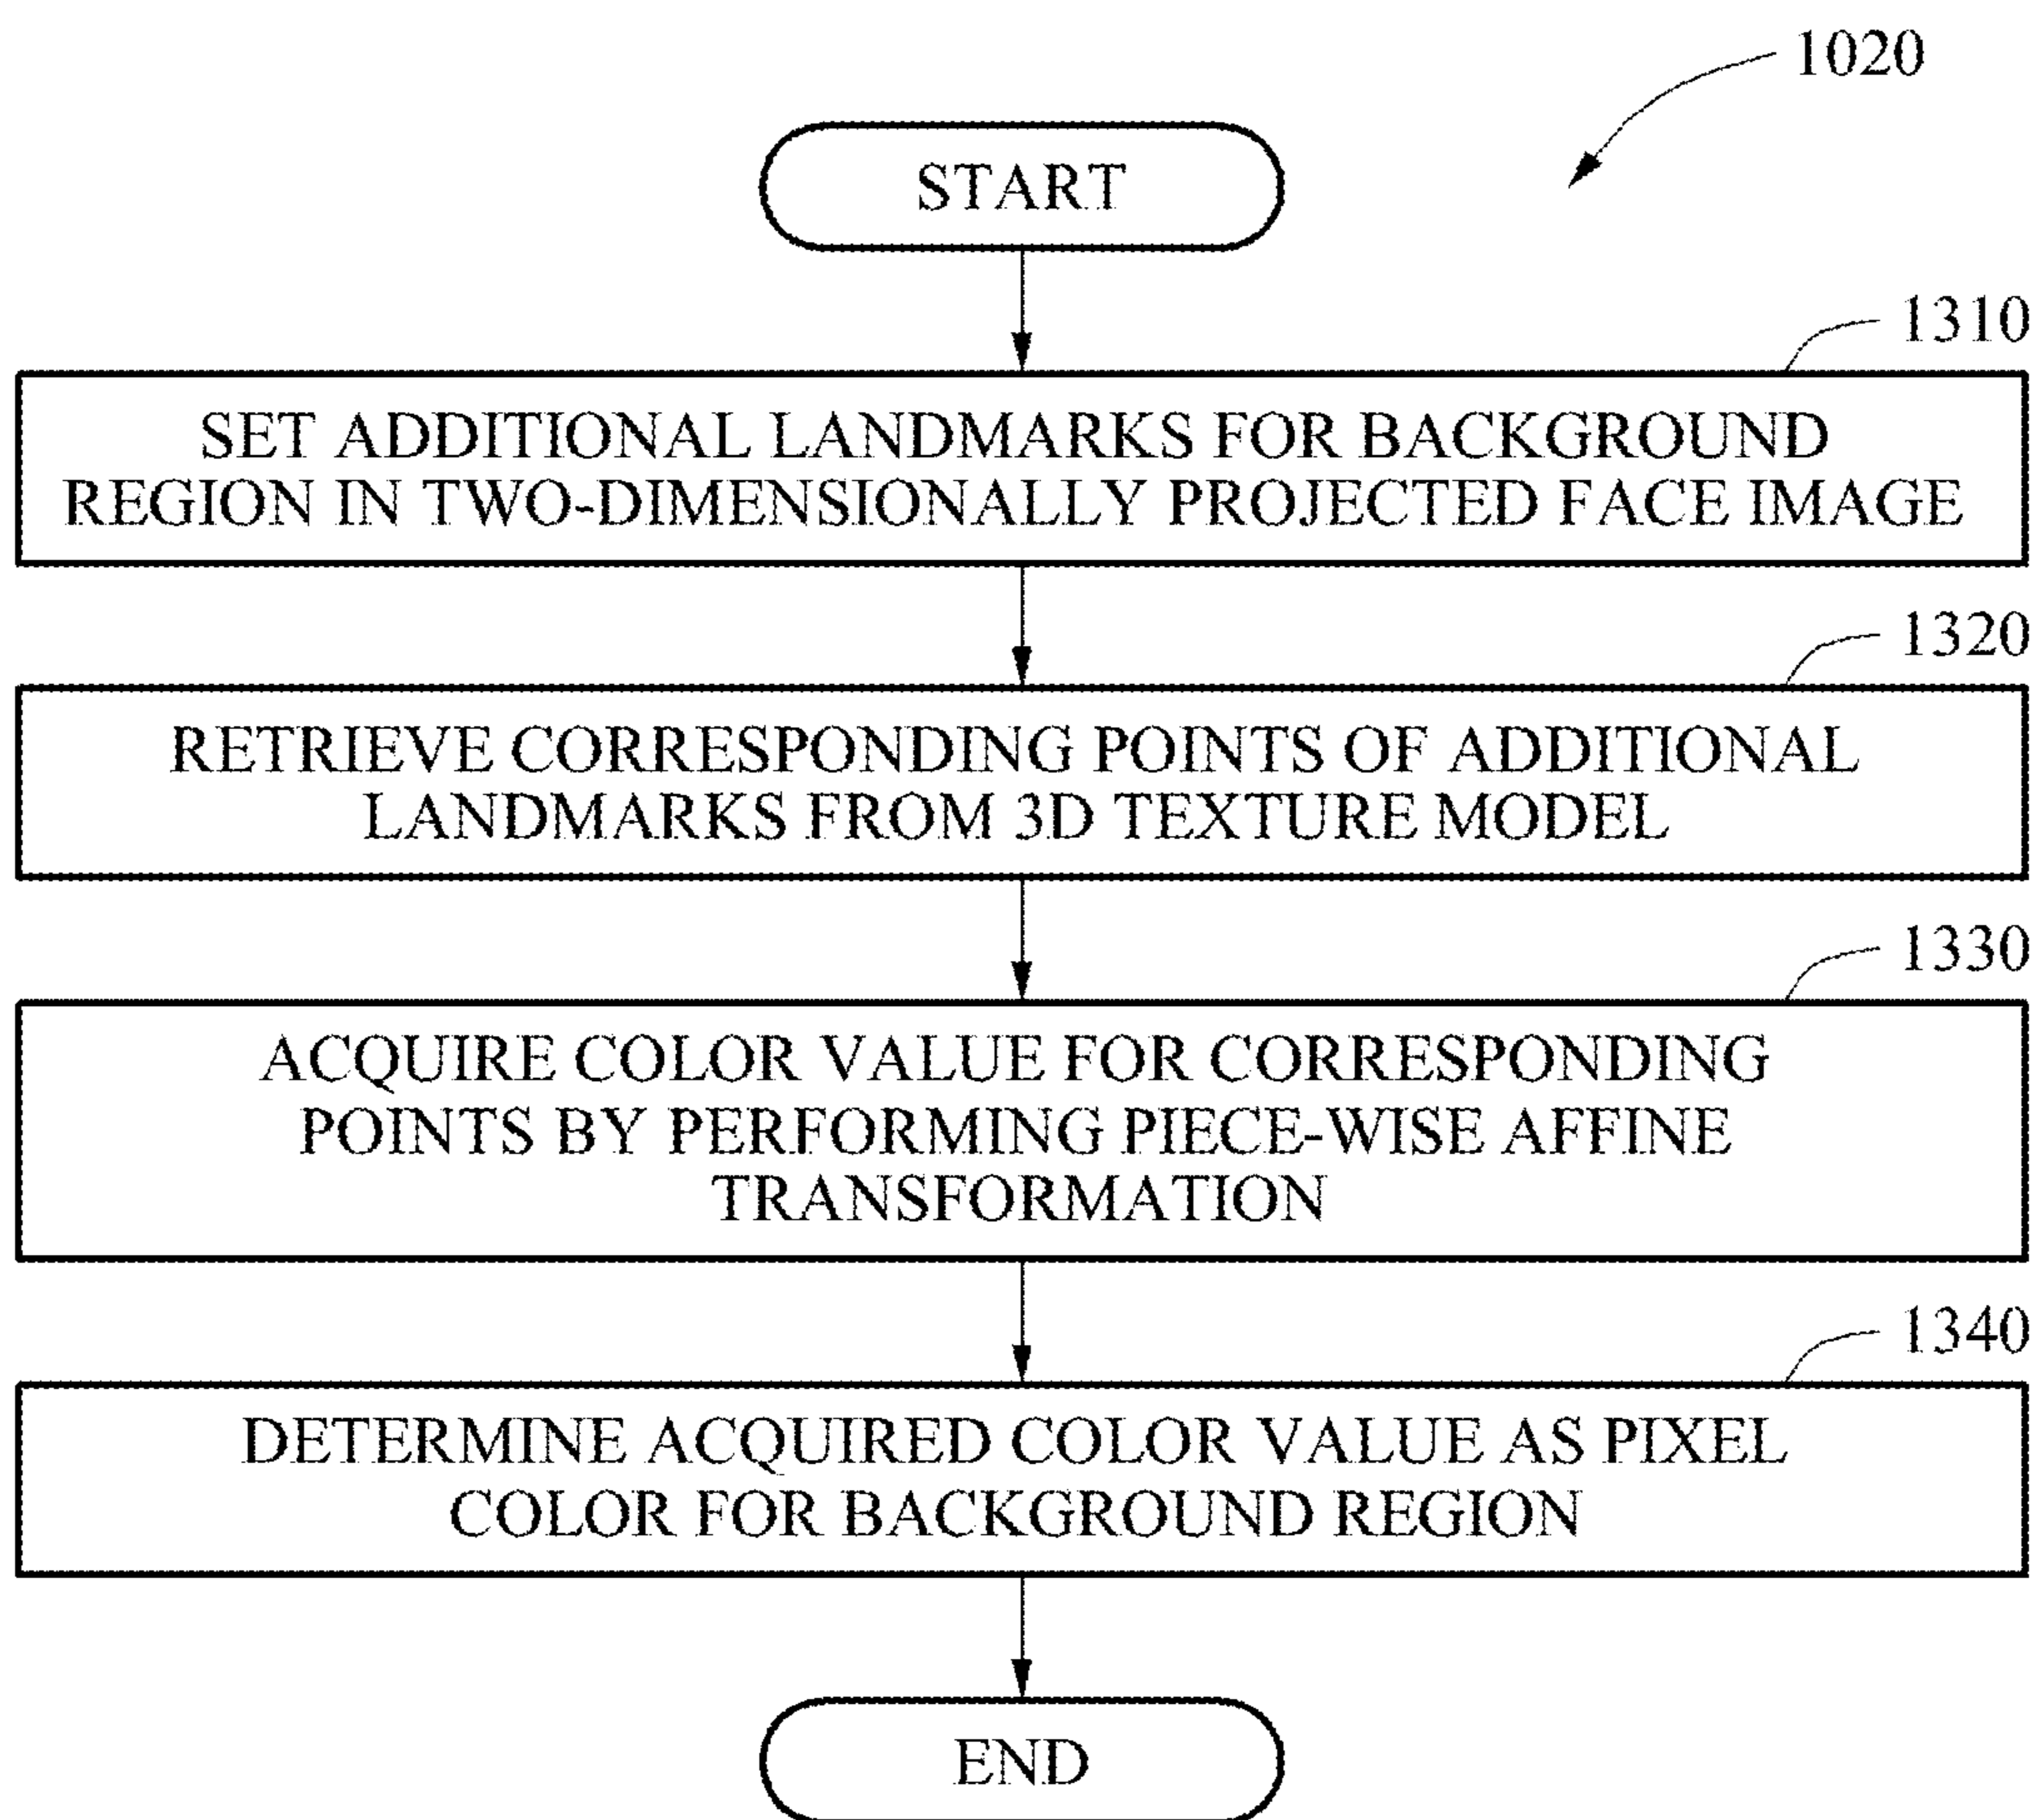 1020
START
1310
SET ADDITIONAL LANDMARKS FOR BACKGROUND
REGION IN TWO-DIMENSIONALLY PROJECTED FACE IMAGE
1320
RETRIEVE CORRESPONDING POINTS OF ADDITIONAL
LANDMARKS FROM 3D TEXTURE MODEL
1330
ACQUIRE COLOR VALUE FOR CORRESPONDING
POINTS BY PERFORMING PIECE-WISE AFFINE
TRANSFORMATION
1340
DETERMINE ACQUIRED COLOR VALUE AS PIXEL
COLOR FOR BACKGROUND REGION
END